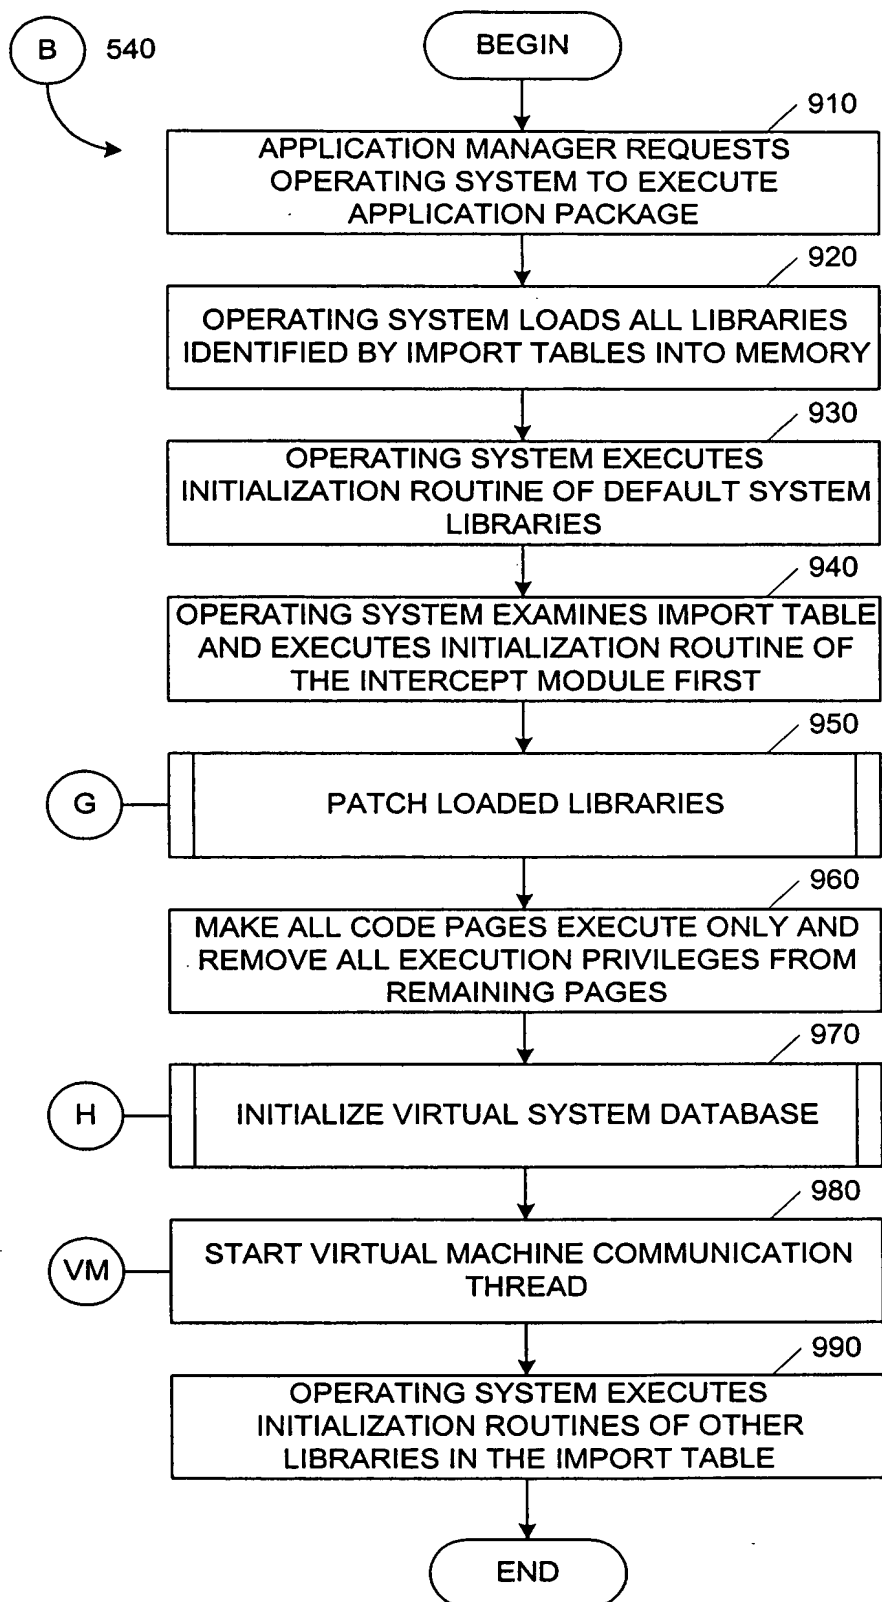 B 540
BEGIN
910
APPLICATION MANAGER REQUESTS
OPERATING SYSTEM TO EXECUTE
APPLICATION PACKAGE
920
OPERATING SYSTEM LOADS ALL LIBRARIES
IDENTIFIED BY IMPORT TABLES INTO MEMORY
930
OPERATING SYSTEM EXECUTES
INITIALIZATION ROUTINE OF DEFAULT SYSTEM
LIBRARIES
940
OPERATING SYSTEM EXAMINES IMPORT TABLE
AND EXECUTES INITIALIZATION ROUTINE OF
THE INTERCEPT MODULE FIRST
950
G
PATCH LOADED LIBRARIES
960
MAKE ALL CODE PAGES EXECUTE ONLY AND
REMOVE ALL EXECUTION PRIVILEGES FROM
REMAINING PAGES
970
H
INITIALIZE VIRTUAL SYSTEM DATABASE
980
VM
START VIRTUAL MACHINE COMMUNICATION
THREAD
990
OPERATING SYSTEM EXECUTES
INITIALIZATION ROUTINES OF OTHER
LIBRARIES IN THE IMPORT TABLE
END